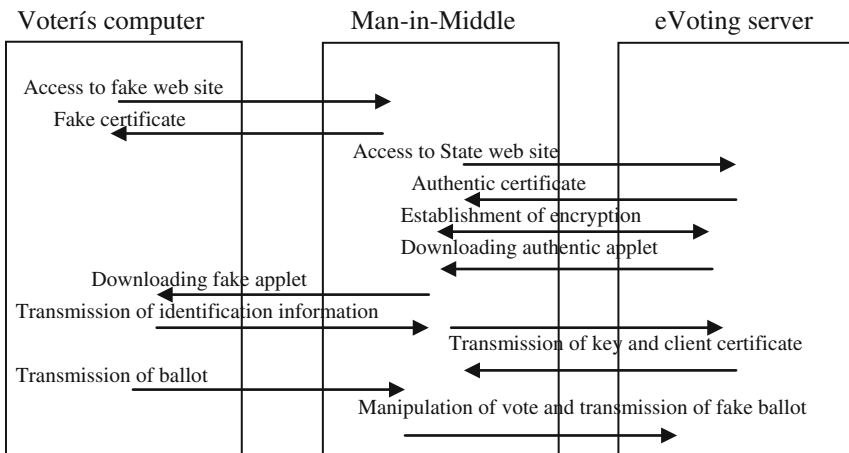 Voterís computer
Man-in-Middle
eVoting server
Access to fake web site
Fake certificate
Access to State web site
Authentic certificate
Establishment of encryption
Downloading authentic applet
Downloading fake applet
Transmission of identification information
Transmission of key and client certificate
Transmission of ballot
Manipulation of vote and transmission of fake ballot